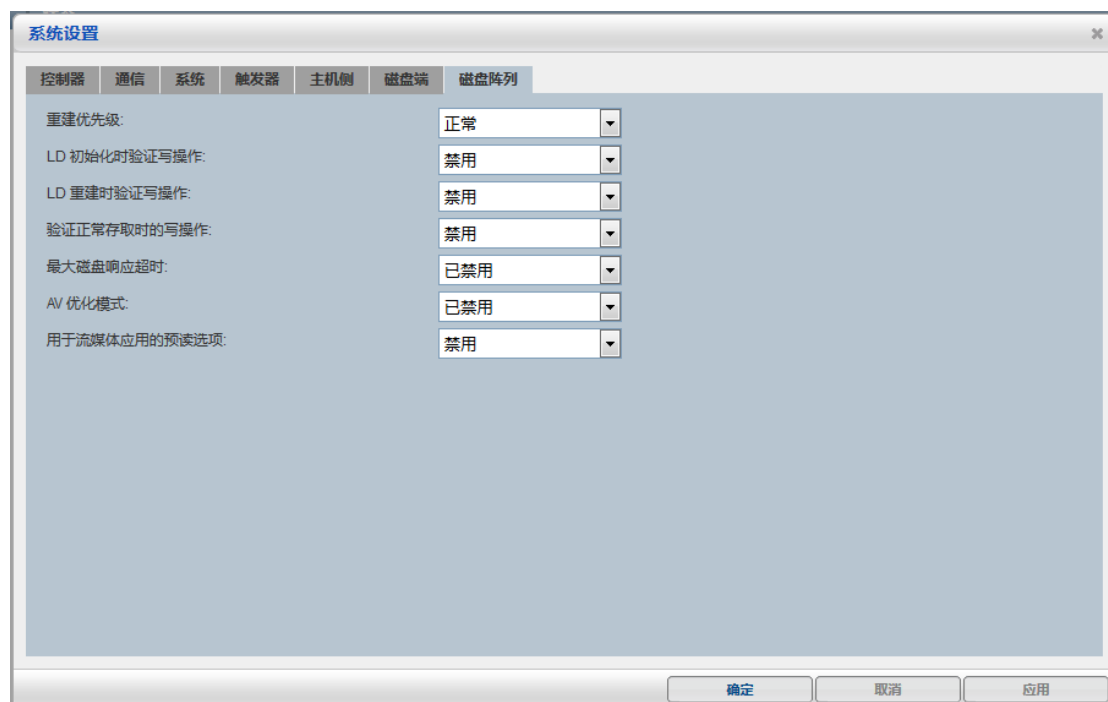 系统设置
控制器 通信 系统 触发器 主机侧 磁盘端 磁盘阵列
重建优先级: 正常
LD 初始化时验证写操作: 禁用
LD 重建时验证写操作: 禁用
验证正常存取时的写操作: 禁用
最大磁盘响应超时: 已禁用
AV 优化模式: 已禁用
用于流媒体应用的预读选项: 禁用
确定 取消 应用